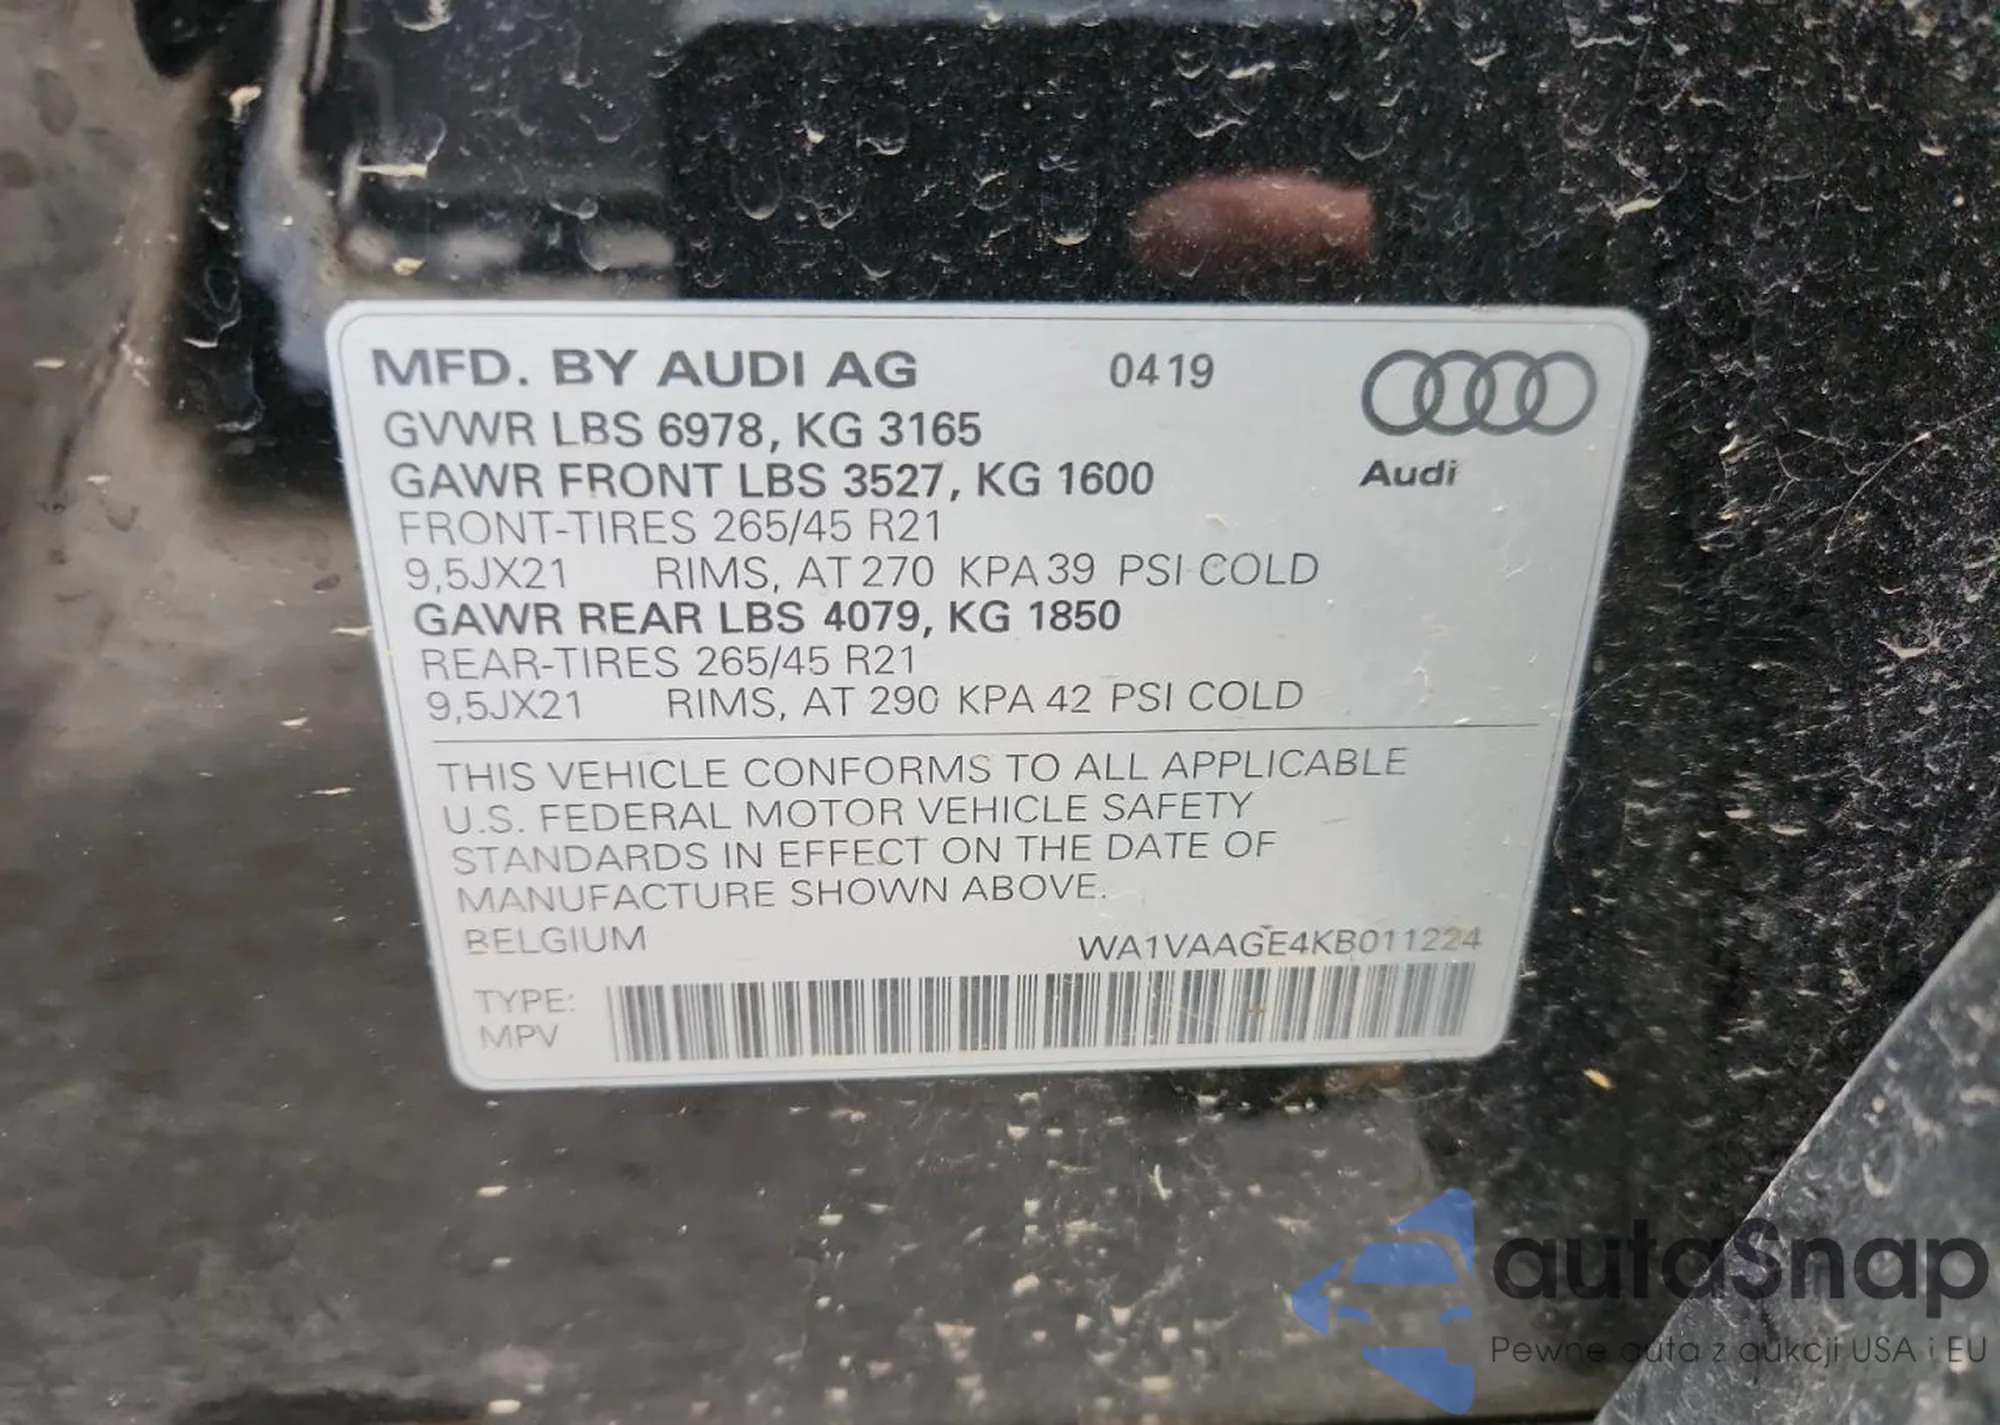 MFD. BY AUDI AG 0419
GVWR LBS 6978, KG 3165
GAWR FRONT LBS 3527, KG 1600
Audi
FRONT-TIRES 265/45 R21
9,5JX21 RIMS, AT 270 KPA 39 PSI COLD
GAWR REAR LBS 4079, KG 1850
REAR-TIRES 265/45 R21
9,5JX21 RIMS, AT 290 KPA 42 PSI COLD
THIS VEHICLE CONFORMS TO ALL APPLICABLE
U.S. FEDERAL MOTOR VEHICLE SAFETY
STANDARDS IN EFFECT ON THE DATE OF
MANUFACTURE SHOWN ABOVE.
BELGIUM WA1VAAGE4KB011224
TYPE:
MPV
autaSnap
Pewne auta z aukcji USA i EU